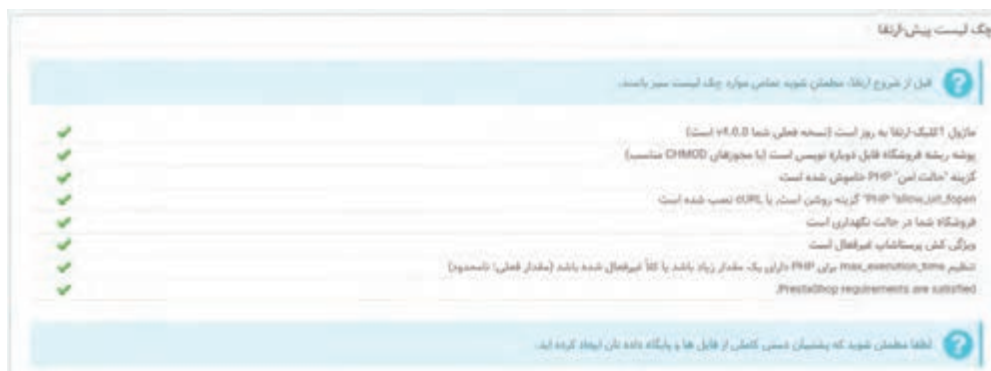 چک لیست پیش-ارتقا
قبل از شروع ارتقا، مطمئن شوید تمامی موارد چک لیست سبز باشند.
ماژول 1کلیک-ارتقا به روز است (نسخه فعلی شما v4.0.0 است)
پوشه ریشه فروشگاه قابل دوباره نویسی است (با مجوزهای CHMOD مناسب)
گزینه "حالت امن" PHP خاموش شده است
PHP "allow_url_fopen" گزینه روشن است, یا cURL نصب شده است
فروشگاه شما در حالت نگهداری است
ویژگی کش پرستاشاپ غیرفعال است
تنظیم max_execution_time برای PHP دارای یک مقدار زیاد باشد یا کلاً غیرفعال شده باشد (مقدار فعلی: نامحدود)
PrestaShop requirements are satisfied.
لطفا مطمئن شوید که پشتیبان دستی کاملی از فایل ها و پایگاه داده تان ایجاد کرده اید.